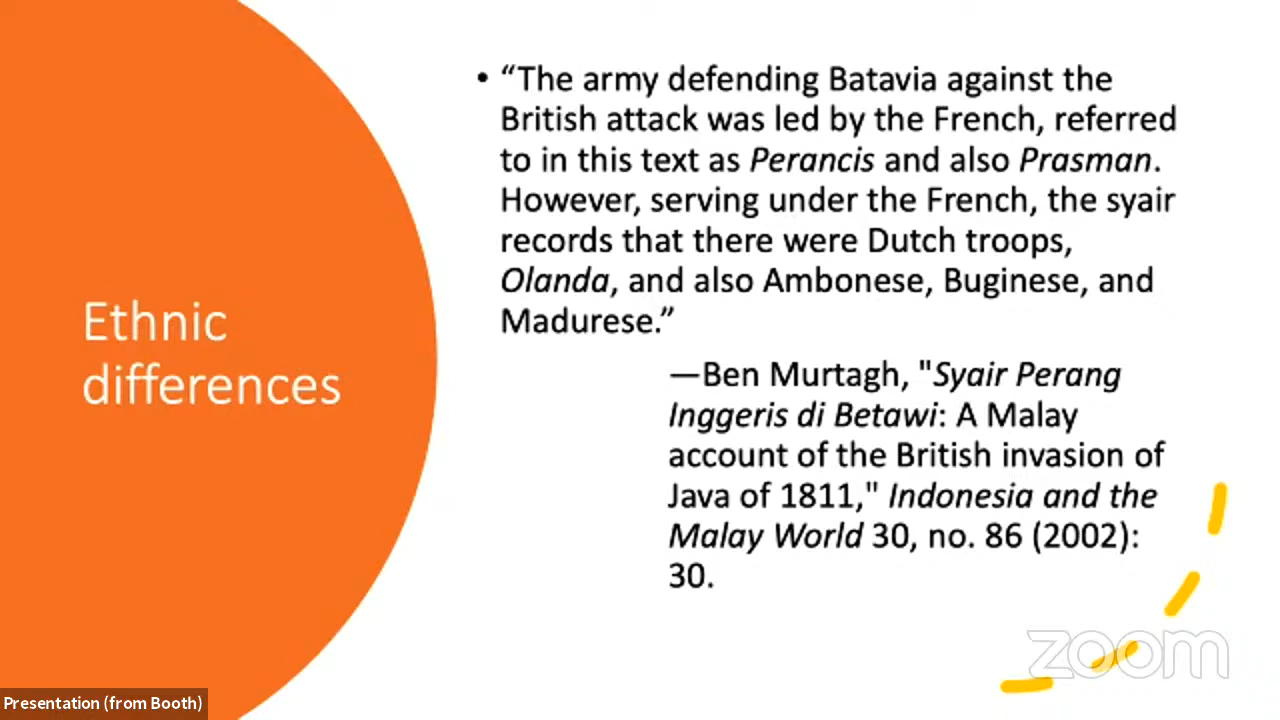 Ethnic
differences
• “The army defending Batavia against the
British attack was led by the French, referred
to in this text as Perancis and also Prasman.
However, serving under the French, the syair
records that there were Dutch troops,
Olanda, and also Ambonese, Buginese, and
Madurese.”
—Ben Murtagh, "Syair Perang
Inggeris di Betawi: A Malay
account of the British invasion of
Java of 1811," Indonesia and the
Malay World 30, no. 86 (2002):
30.
zoom
Presentation (from Booth)